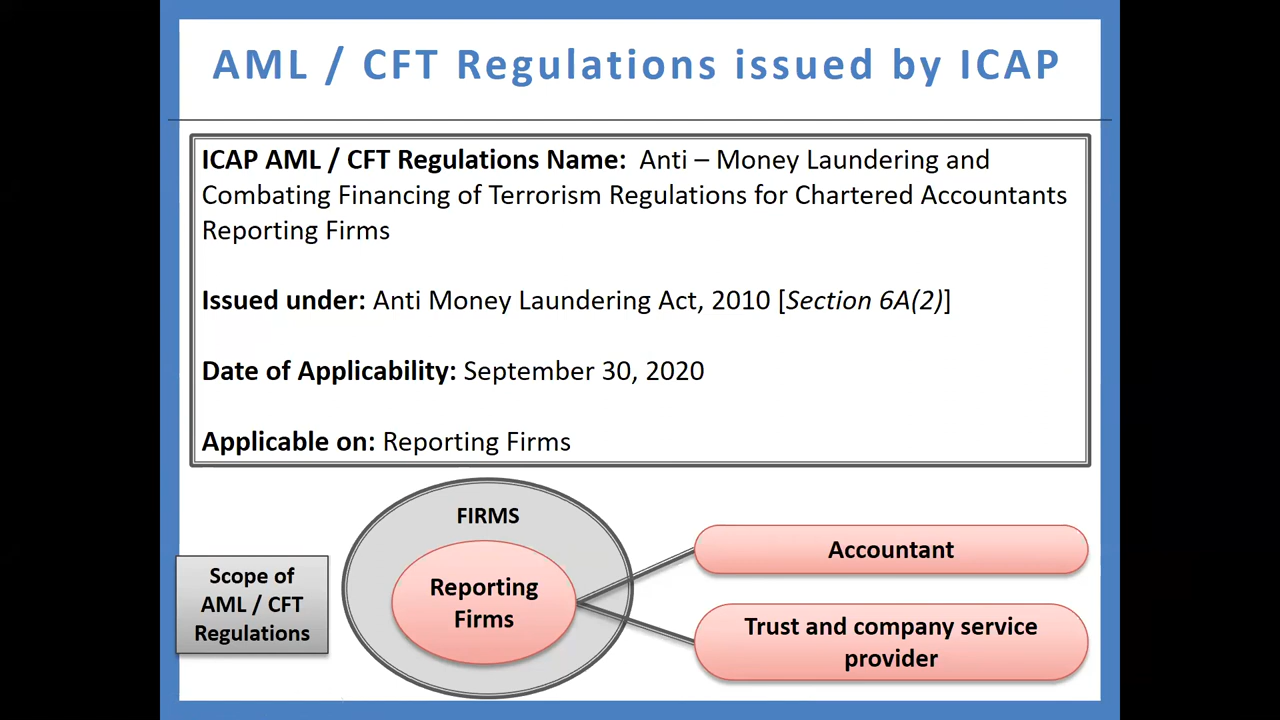 AML / CFT Regulations issued by ICAP
ICAP AML / CFT Regulations Name: Anti – Money Laundering and
Combating Financing of Terrorism Regulations for Chartered Accountants
Reporting Firms
Issued under: Anti Money Laundering Act, 2010 [Section 6A(2)]
Date of Applicability: September 30, 2020
Applicable on: Reporting Firms
Scope of
AML / CFT
Regulations
FIRMS
Reporting
Firms
Accountant
Trust and company service
provider